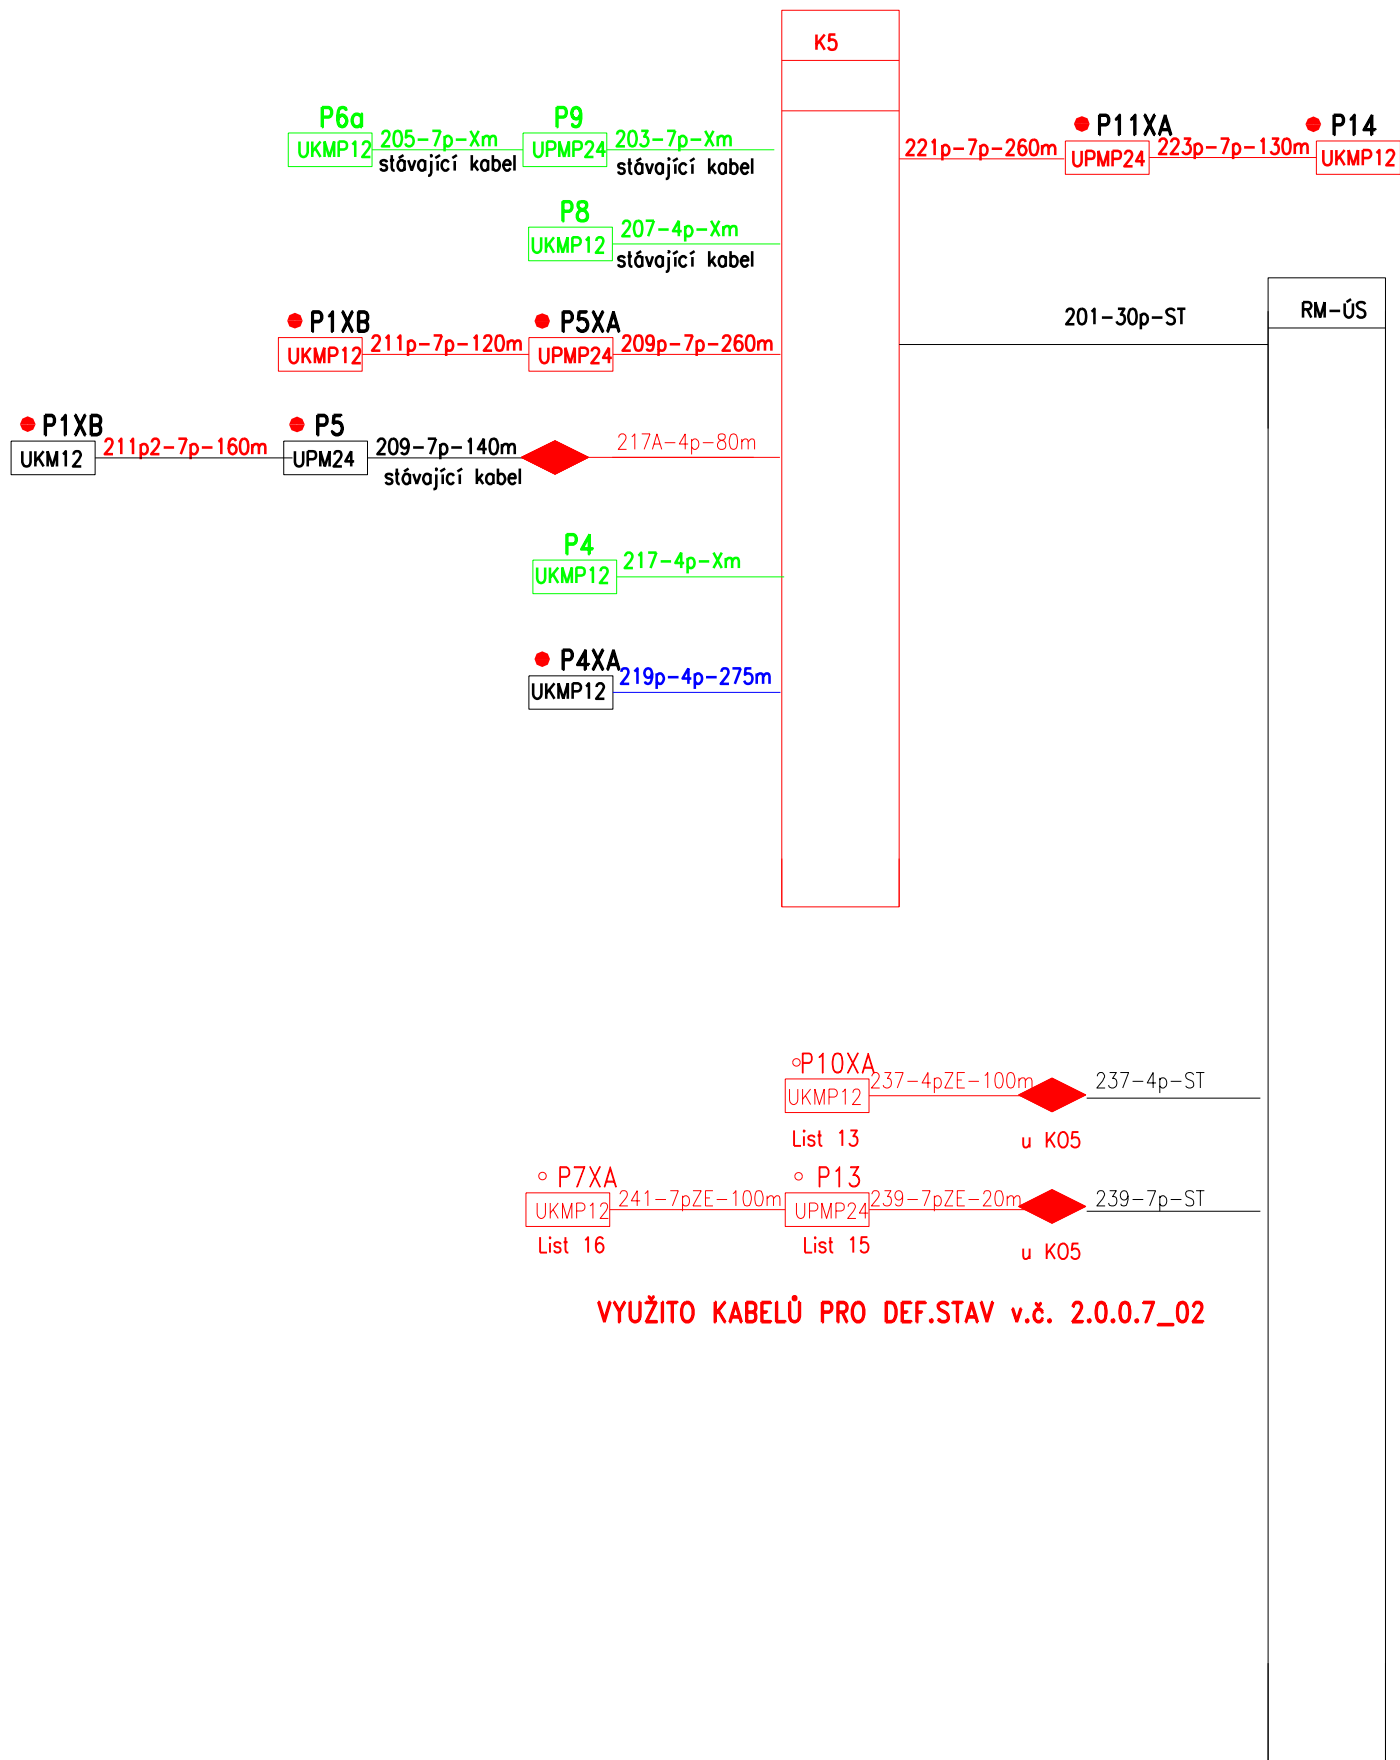 K5
P6a
UKMP12
205-7p-Xm
stávající kabel
P9
UPMP24
203-7p-Xm
stávající kabel
221p-7p-260m
P11XA
UPMP24
223p-7p-130m
P14
UKMP12
P8
UKMP12
207-4p-Xm
stávající kabel
P1XB
UKMP12
211p-7p-120m
P5XA
UPMP24
209p-7p-260m
201-30p-ST
RM-ÚS
P1XB
UKM12
211p2-7p-160m
P5
UPM24
209-7p-140m
stávající kabel
217A-4p-80m
P4
UKMP12
217-4p-Xm
P4XA
UKMP12
219p-4p-275m
P10XA
UKMP12
237-4pZE-100m
237-4p-ST
List 13
u KO5
P7XA
UKMP12
241-7pZE-100m
P13
UPMP24
239-7pZE-20m
239-7p-ST
List 16
List 15
u KO5
VYUŽITO KABELŮ PRO DEF.STAV v.č. 2.0.0.7_02